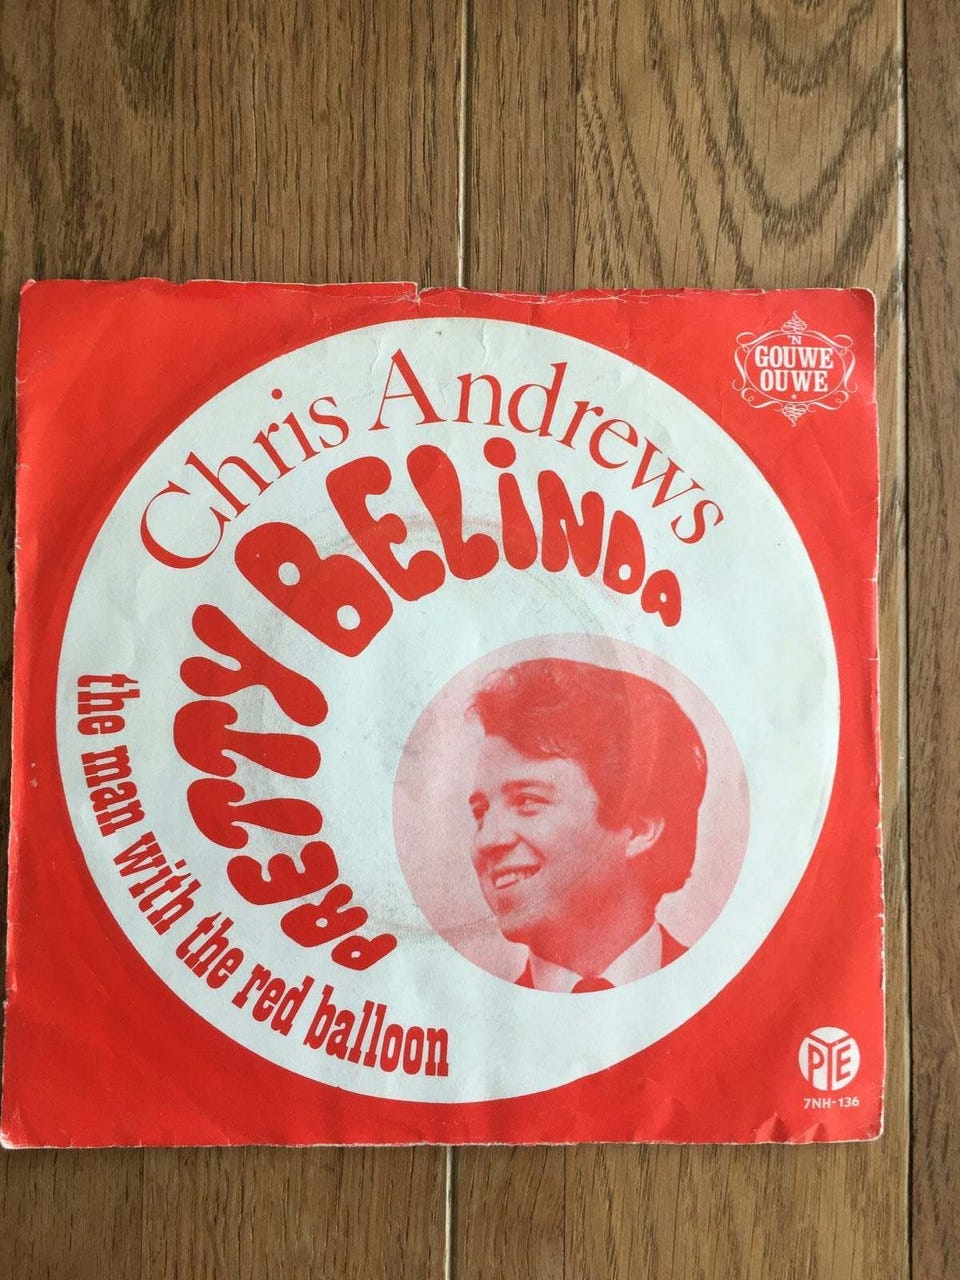 'N
GOUWE
OUWE
Chris Andrews
PRETTY BELINDA
the man with the red balloon
PYE
7NH-136